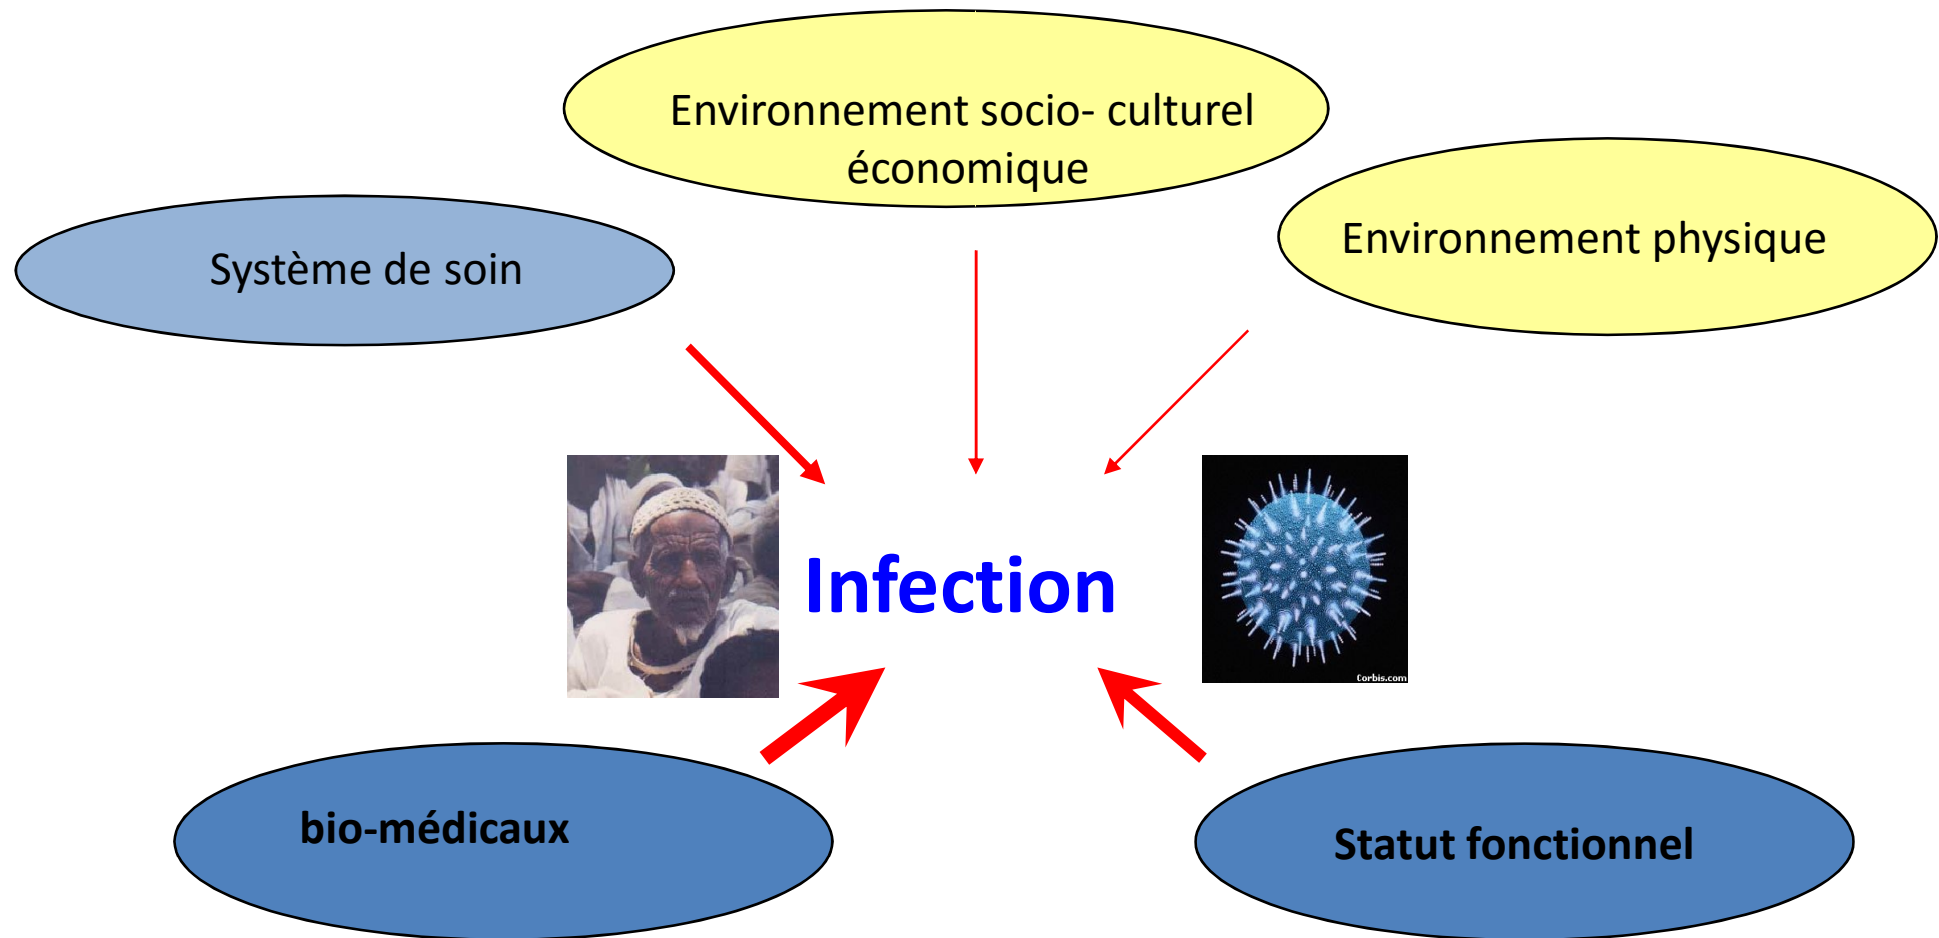 Environnement socio- culturel
économique
Environnement physique
Système de soin
Infection
Corbis.com
bio-médicaux
Statut fonctionnel